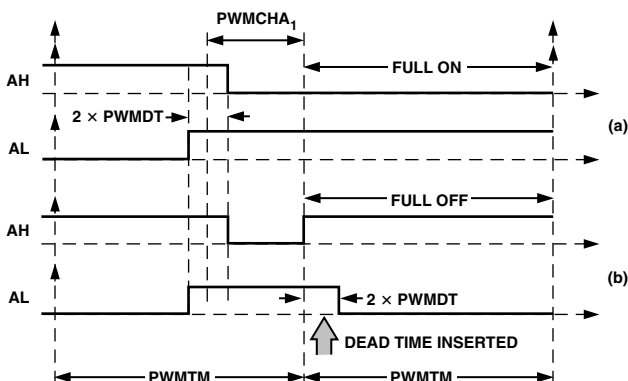 PWMCHA1
FULL ON
AH
2 × PWMDT
(a)
AL
FULL OFF
AH
(b)
AL
2 × PWMDT
DEAD TIME INSERTED
PWMTM
PWMTM